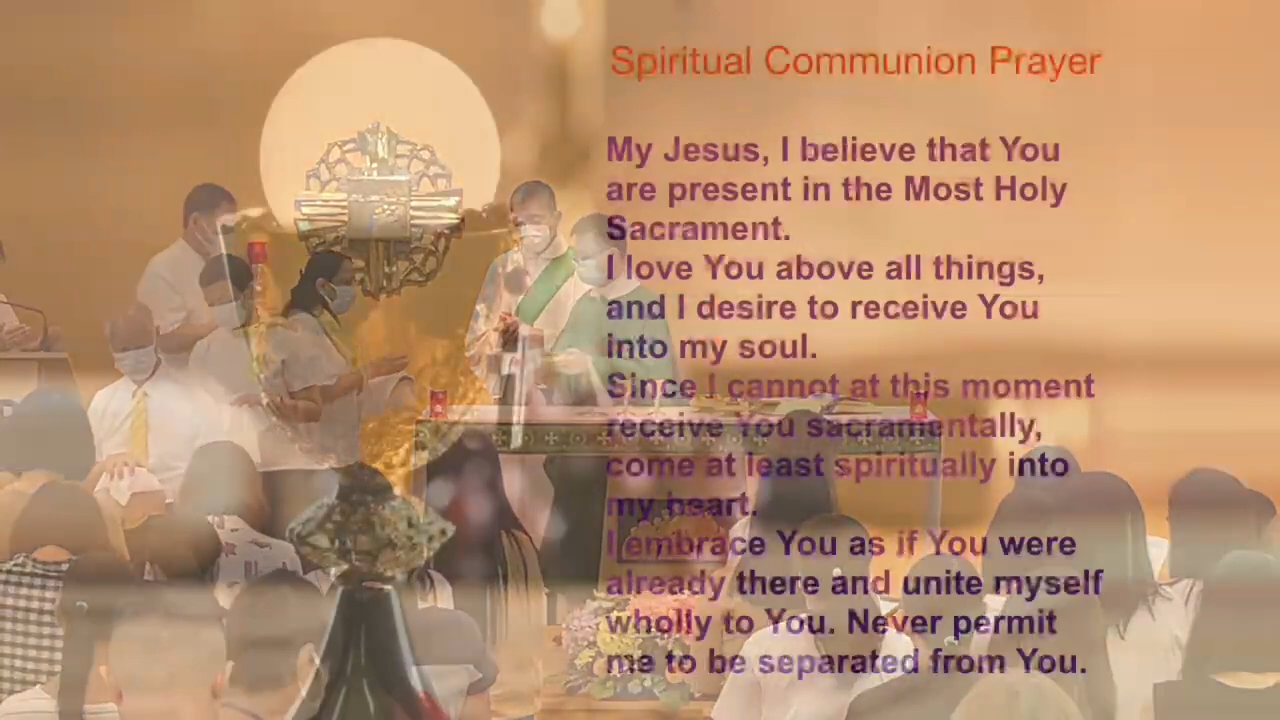 Spiritual Communion Prayer
My Jesus, I believe that You
are present in the Most Holy
Sacrament.
I love You above all things,
and I desire to receive You
into my soul.
Since I cannot at this moment
receive You sacramentally,
come at least spiritually into
my heart.
I embrace You as if You were
already there and unite myself
wholly to You. Never permit
me to be separated from You.